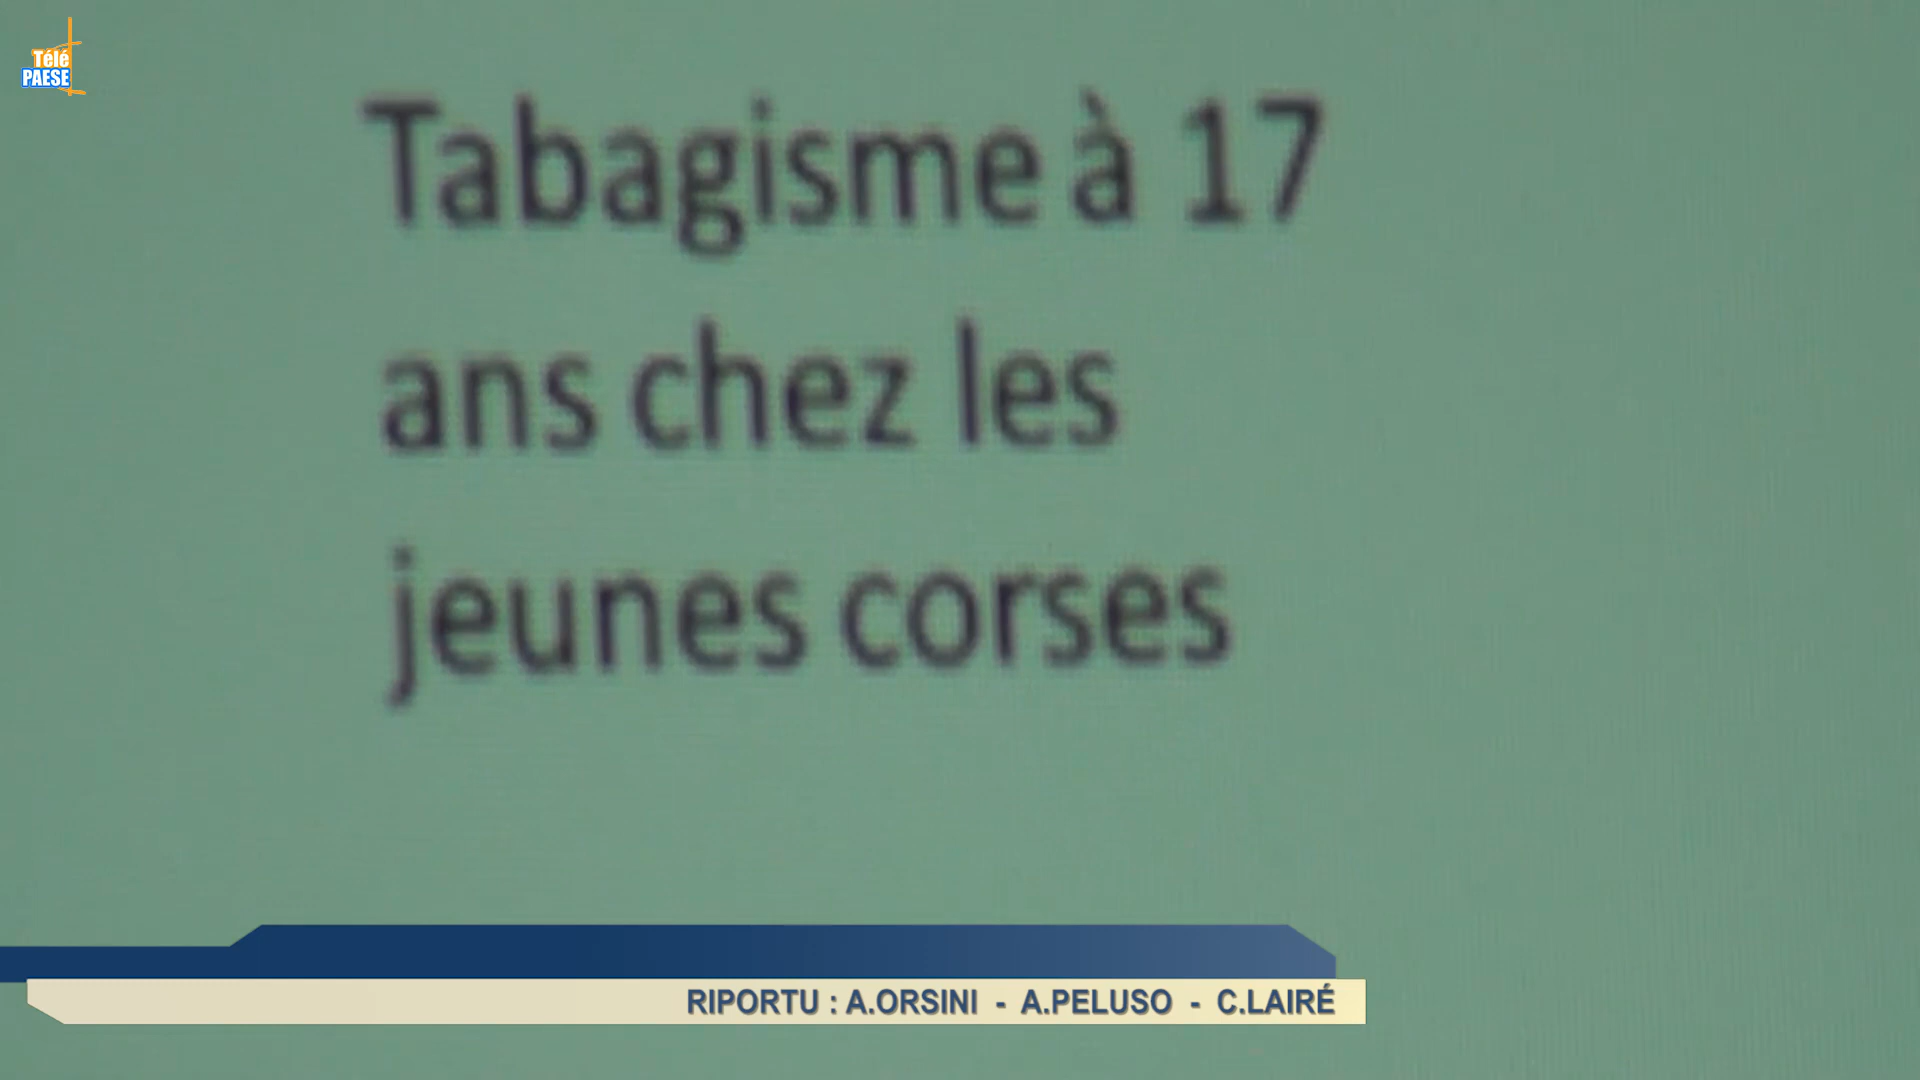 Télé
PAESE
Tabagisme à 17
ans chez les
jeunes corses
RIPORTU : A.ORSINI - A.PELUSO - C.LAIRÉ